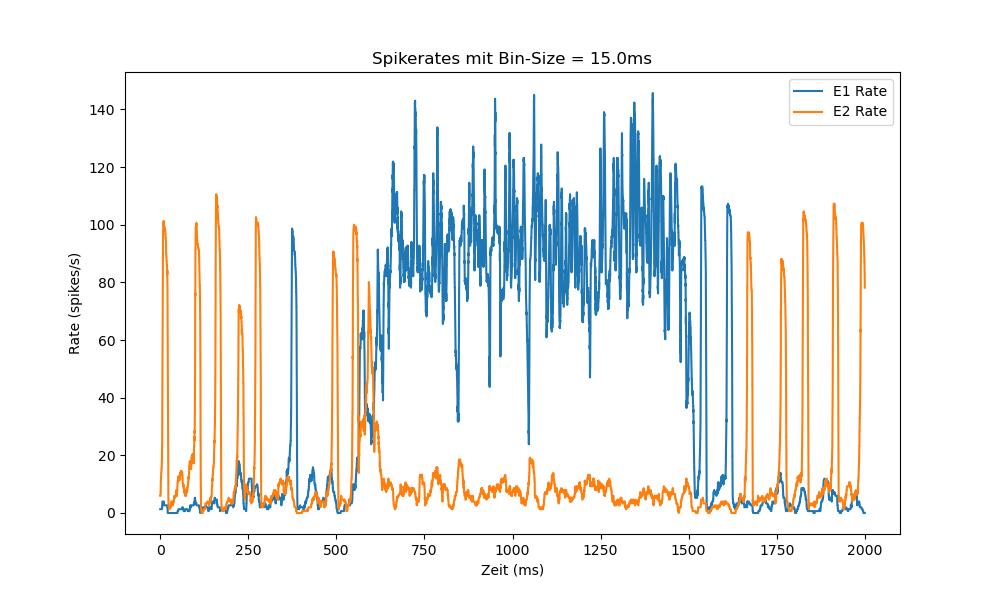 Spikerates mit Bin-Size = 15.0ms
E1 Rate
E2 Rate
140
120
100
80
60
40
20
0
Rate (spikes/s)
0 250 500 750 1000 1250 1500 1750 2000
Zeit (ms)